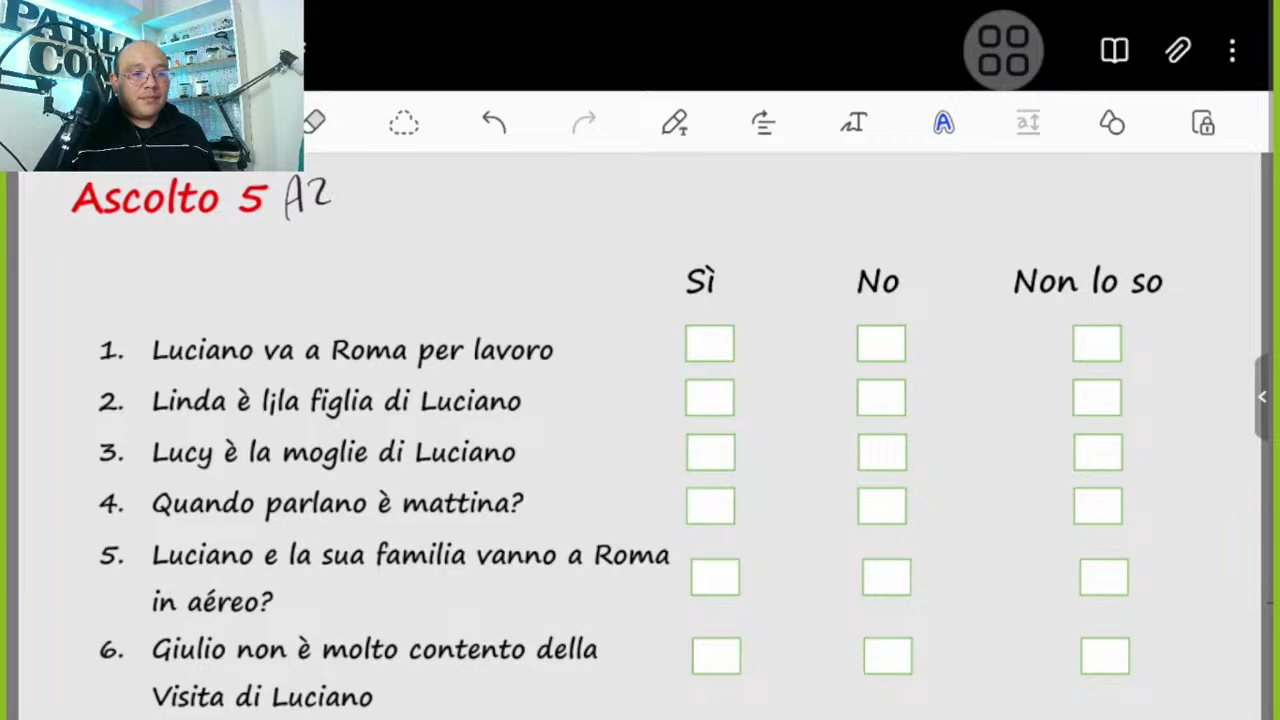 PARLA
CON
Ascolto 5 A2
Sì No Non lo so
1. Luciano va a Roma per lavoro
2. Linda è l¡la figlia di Luciano
3. Lucy è la moglie di Luciano
4. Quando parlano è mattina?
5. Luciano e la sua familia vanno a Roma
in aéreo?
6. Giulio non è molto contento della
Visita di Luciano